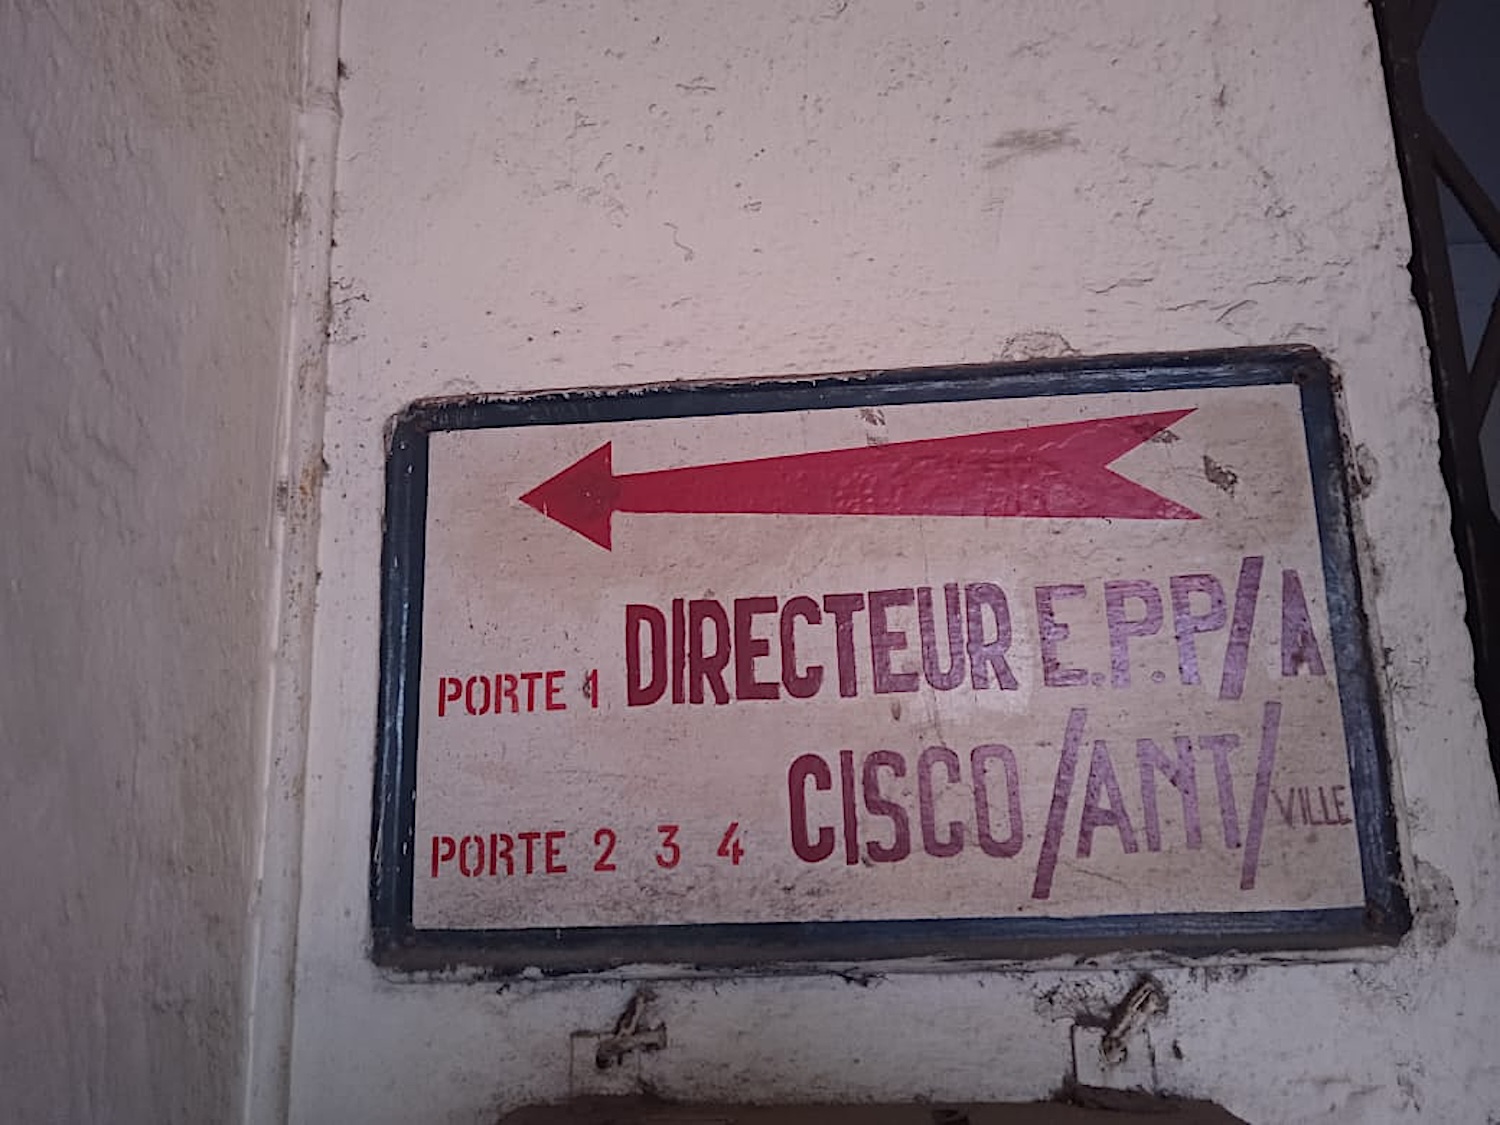 PORTE 1 DIRECTEUR E.P.P/A
PORTE 2 3 4 CISCO/ANT/VILLE